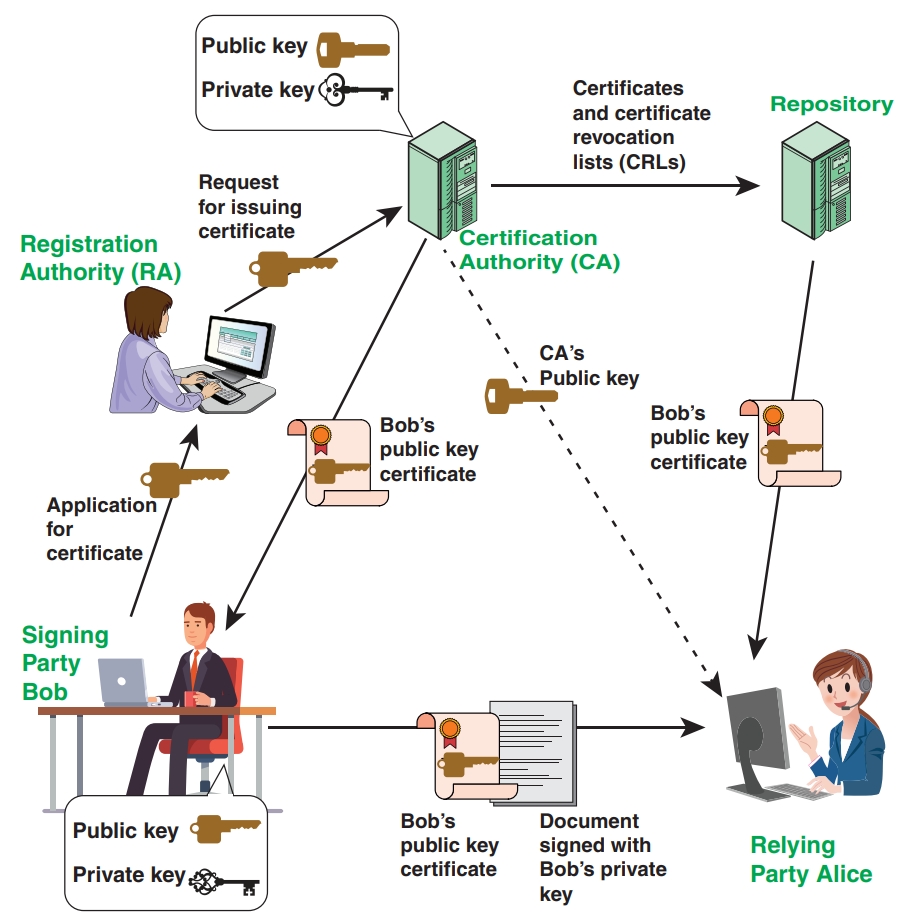 Public key
Private key
Certificates
and certificate
revocation
lists (CRLs)
Repository
Request
for issuing
certificate
Registration
Authority (RA)
Certification
Authority (CA)
CA’s
Public key
Bob’s
public key
certificate
Bob’s
public key
certificate
Application
for
certificate
Signing
Party
Bob
Public key
Private key
Bob’s
public key
certificate
Document
signed with
Bob’s private
key
Relying
Party Alice